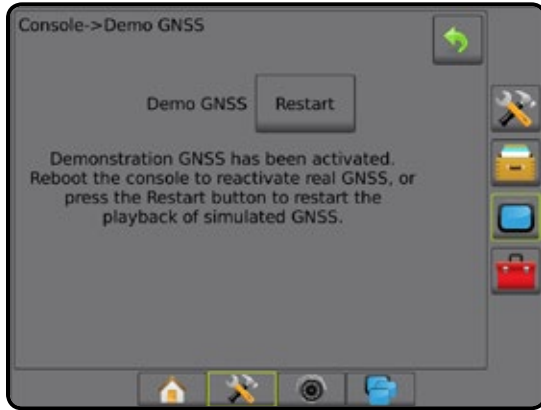 Console->Demo GNSS
Demo GNSS
Restart
Demonstration GNSS has been activated.
Reboot the console to reactivate real GNSS, or
press the Restart button to restart the
playback of simulated GNSS.